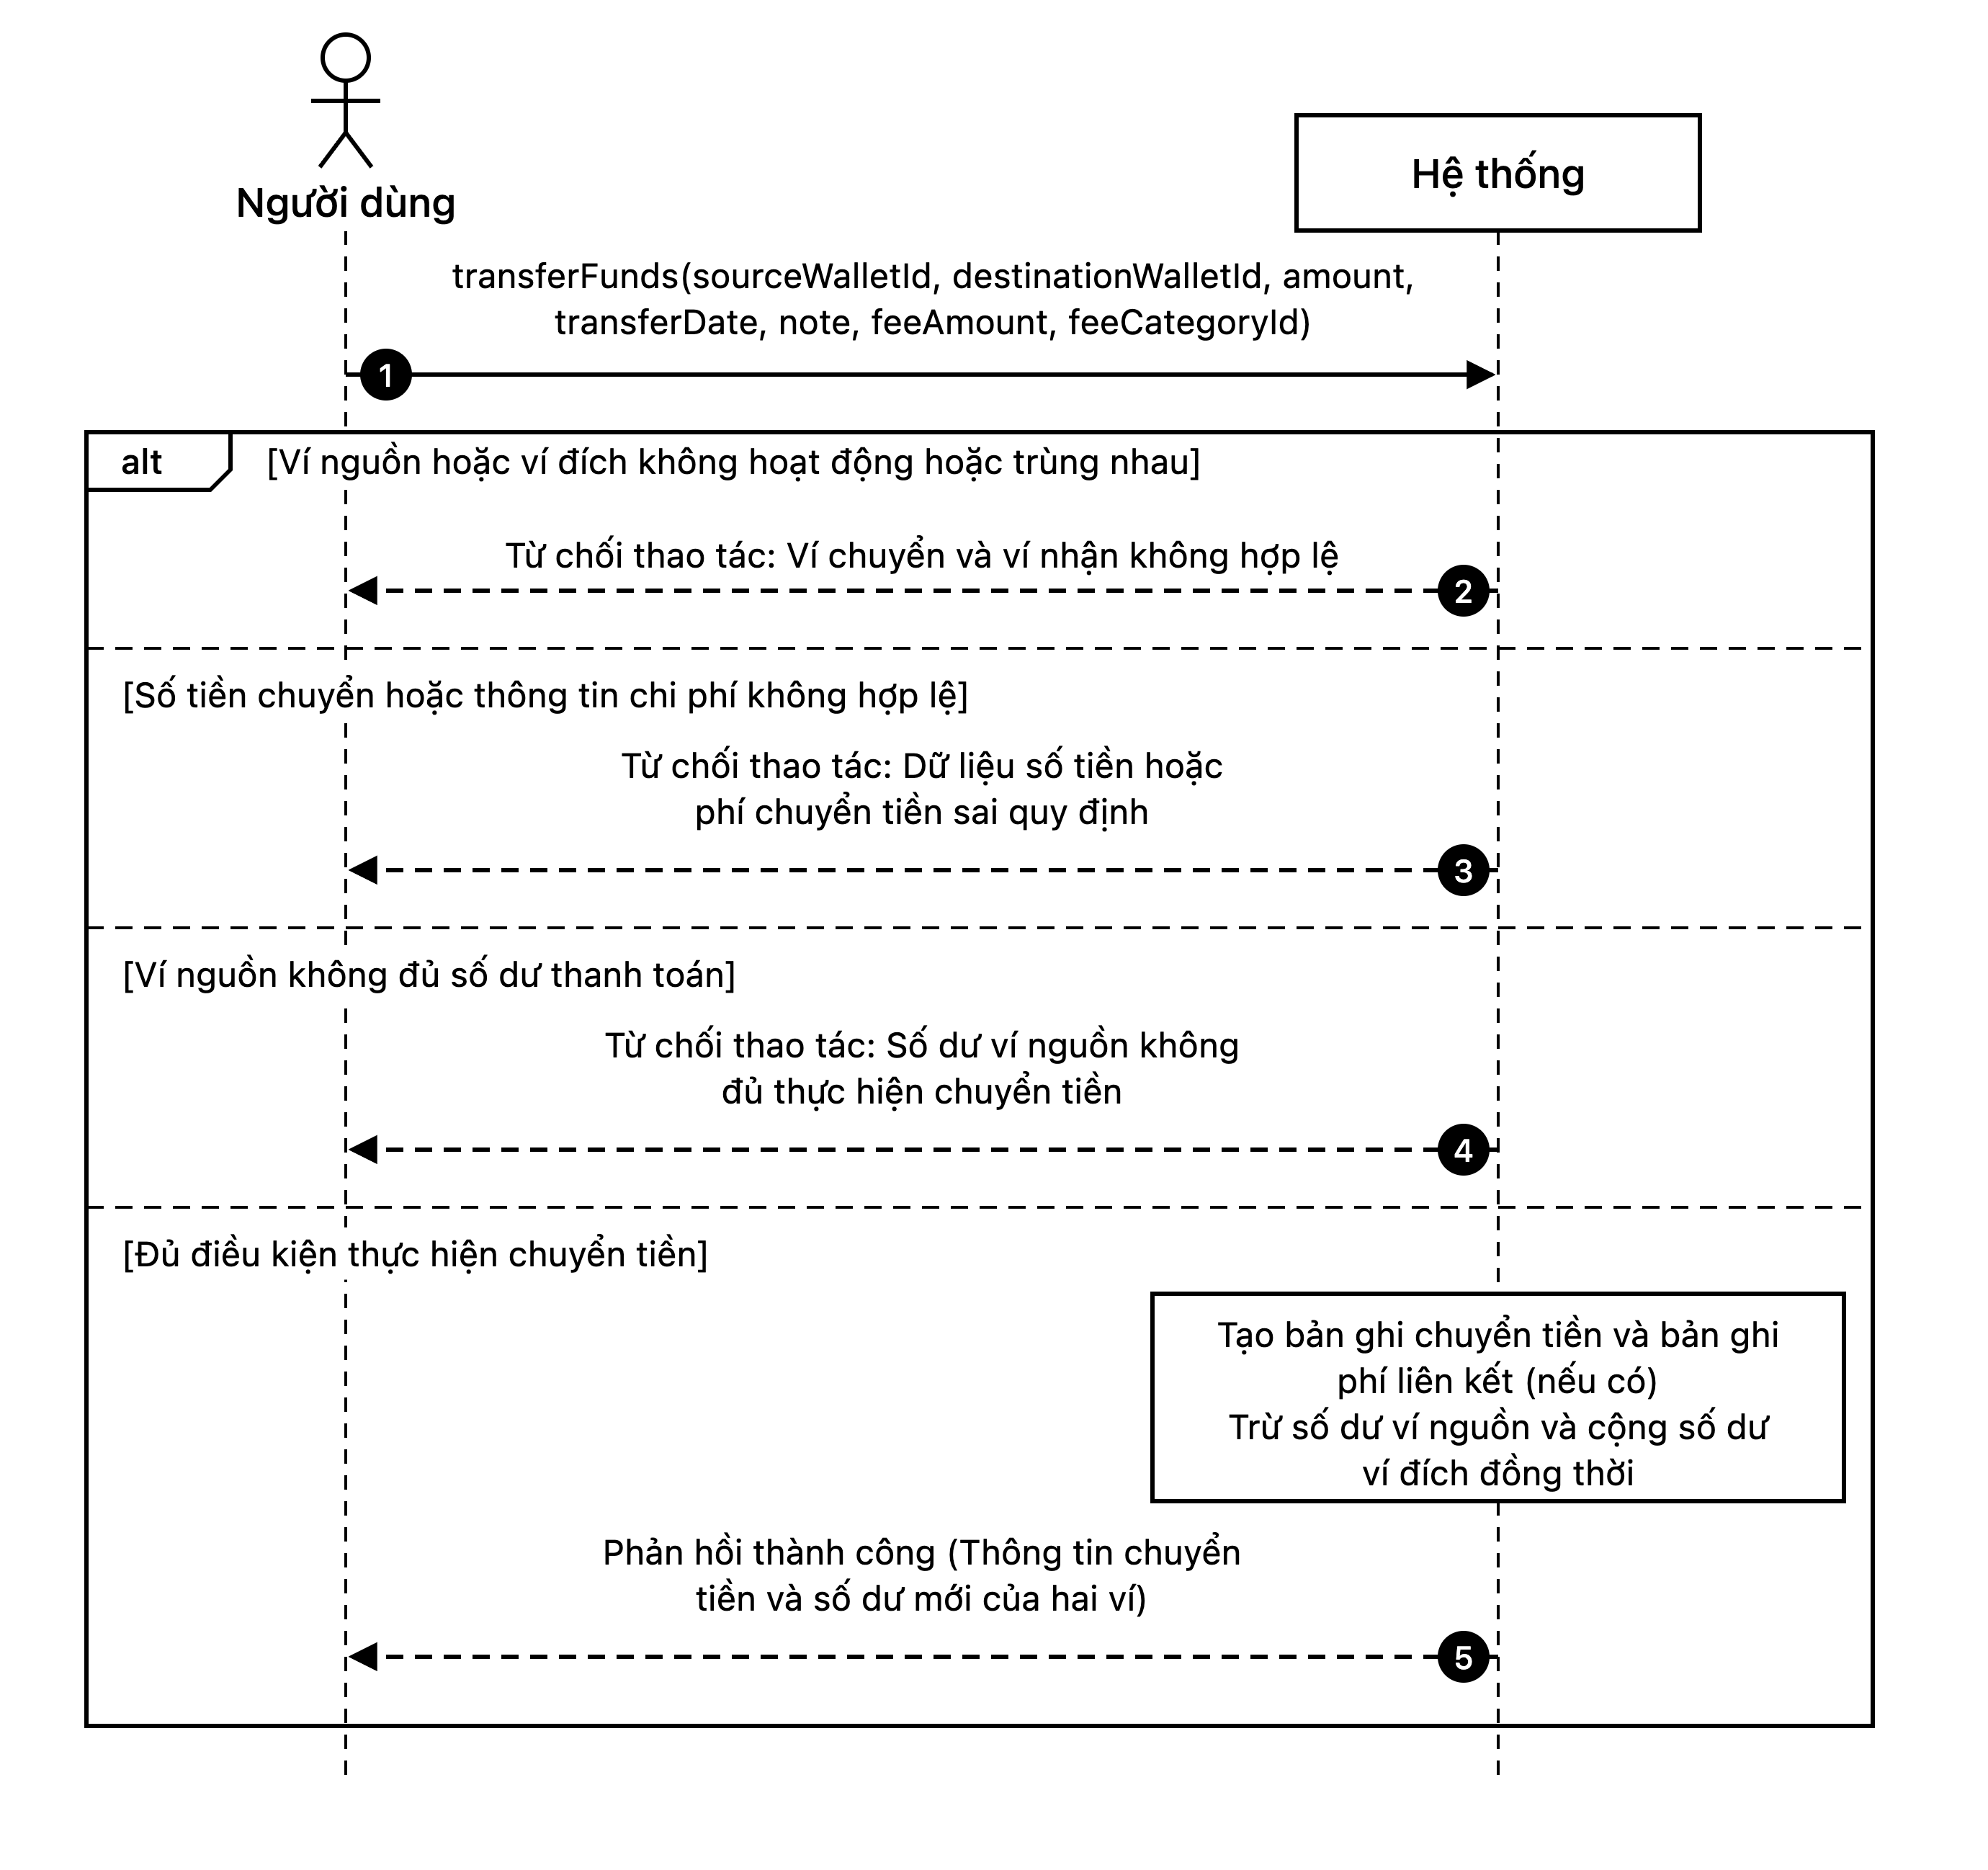 Người dùng
Hệ thống
transferFunds(sourceWalletId, destinationWalletId, amount,
transferDate, note, feeAmount, feeCategoryId)
1
alt
[Ví nguồn hoặc ví đích không hoạt động hoặc trùng nhau]
Từ chối thao tác: Ví chuyển và ví nhận không hợp lệ
2
[Số tiền chuyển hoặc thông tin chi phí không hợp lệ]
Từ chối thao tác: Dữ liệu số tiền hoặc
phí chuyển tiền sai quy định
3
[Ví nguồn không đủ số dư thanh toán]
Từ chối thao tác: Số dư ví nguồn không
đủ thực hiện chuyển tiền
4
[Đủ điều kiện thực hiện chuyển tiền]
Tạo bản ghi chuyển tiền và bản ghi
phí liên kết (nếu có)
Trừ số dư ví nguồn và cộng số dư
ví đích đồng thời
Phản hồi thành công (Thông tin chuyển
tiền và số dư mới của hai ví)
5